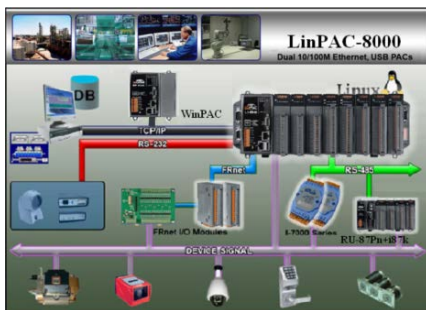 LinPAC-8000
Dual 10/100M Ethernet, USB PACs
Linux
DB
WinPAC
TCP/IP
RS-232
FRnet
RS-485
FRnet I/O Modules
I-7000 Series
RU-87Pn+i87k
DEVICE SIGNAL